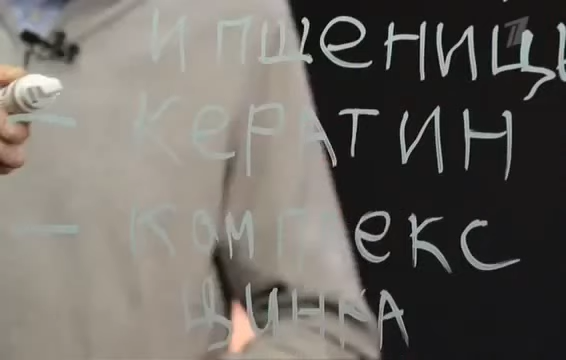 и пшеницы
- кератин
- комплекс
цинка